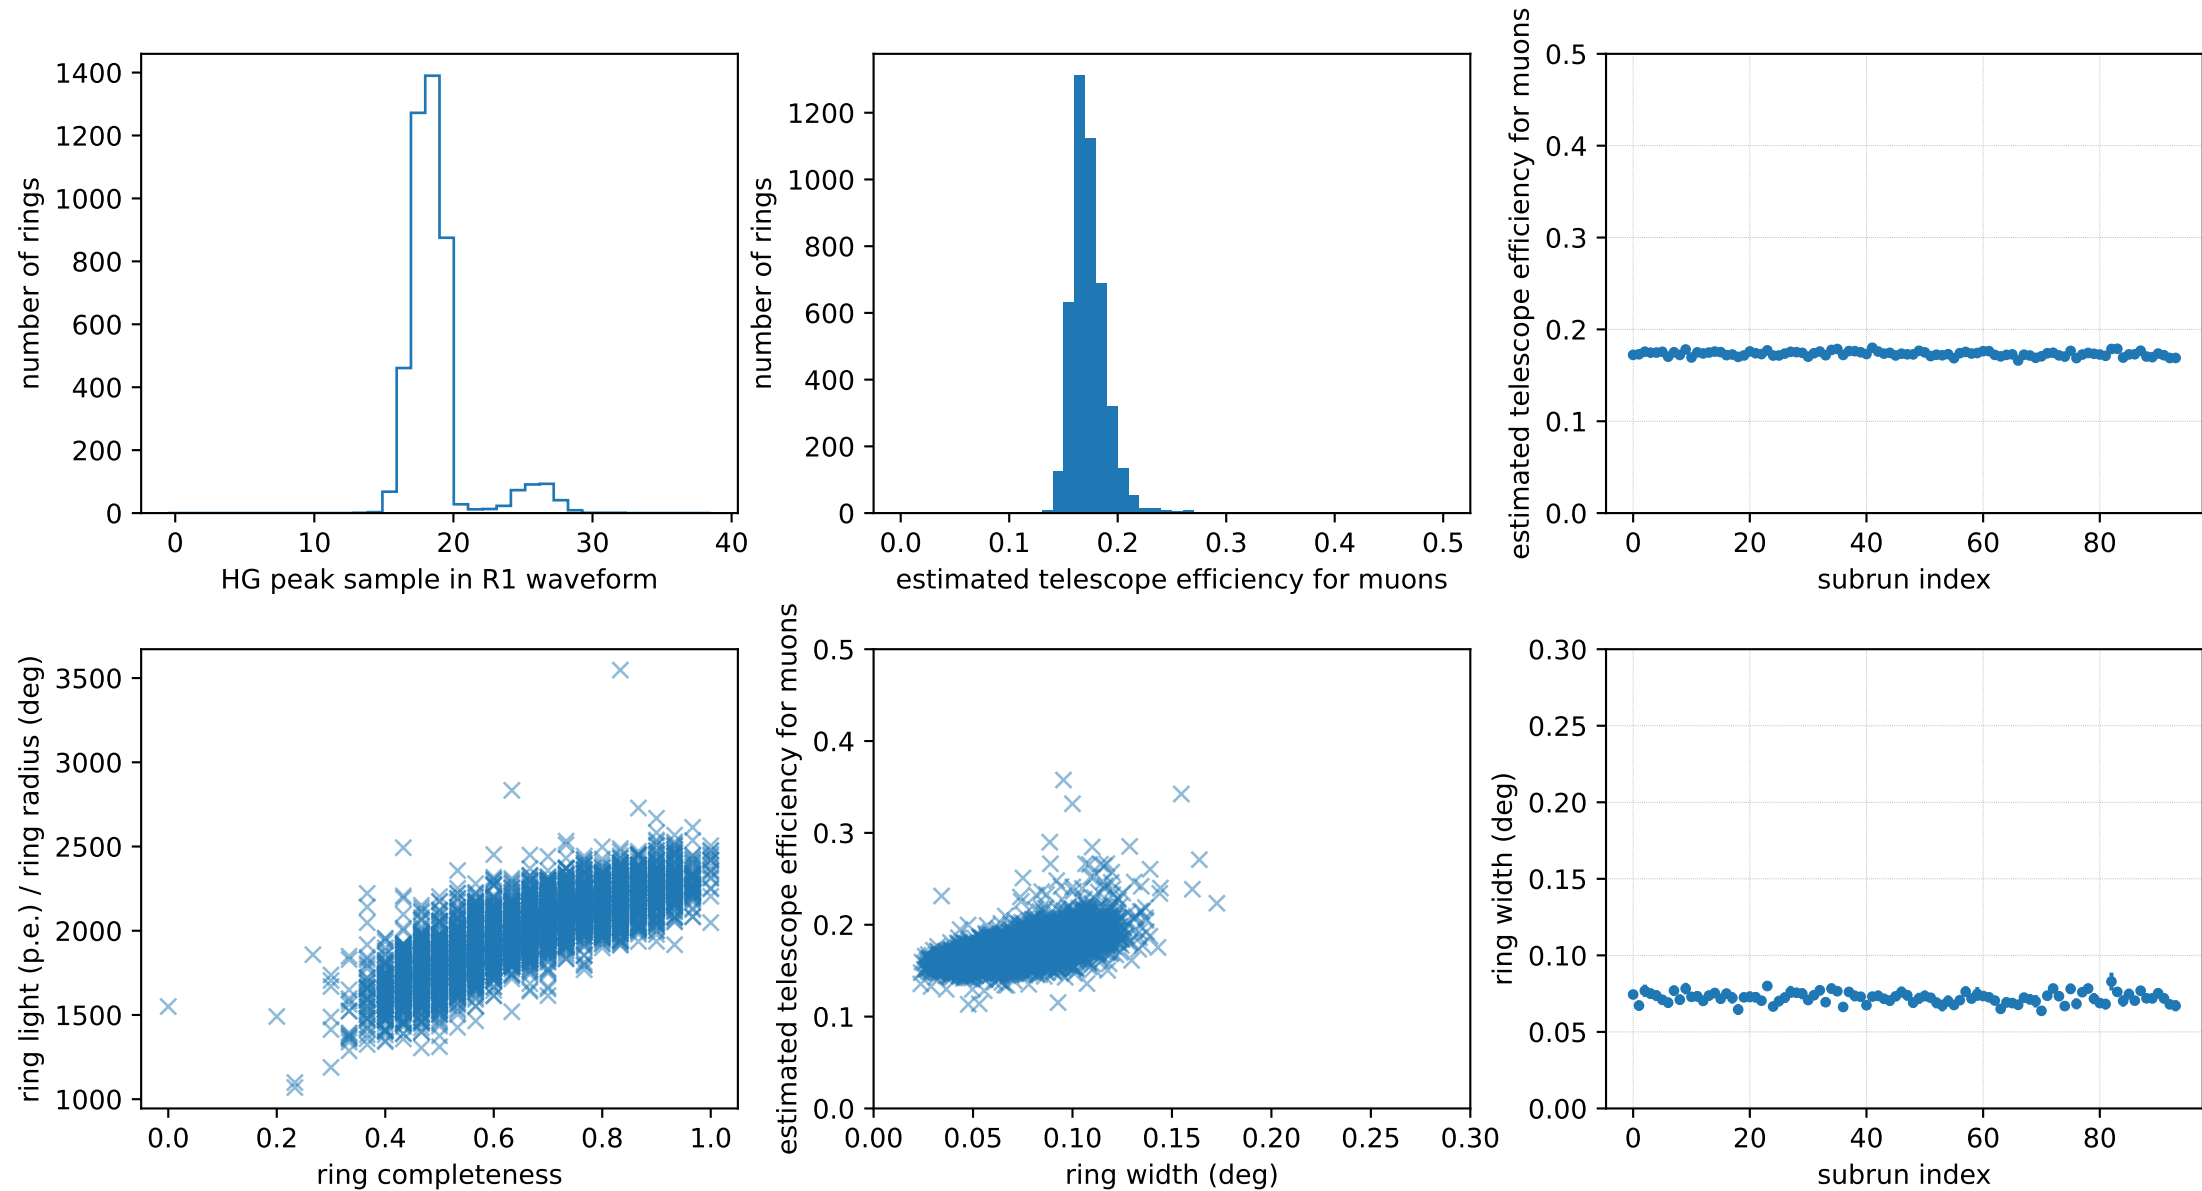 number of rings
1400
1200
1000
800
600
400
200
0
0 10 20 30 40
HG peak sample in R1 waveform
number of rings
1200
1000
800
600
400
200
0
0.0 0.1 0.2 0.3 0.4 0.5
estimated telescope efficiency for muons
estimated telescope efficiency for muons
0.5
0.4
0.3
0.2
0.1
0.0
0 20 40 60 80
subrun index
ring light (p.e.) / ring radius (deg)
3500
3000
2500
2000
1500
1000
0.0 0.2 0.4 0.6 0.8 1.0
ring completeness
estimated telescope efficiency for muons
0.5
0.4
0.3
0.2
0.1
0.0
0.00 0.05 0.10 0.15 0.20 0.25 0.30
ring width (deg)
ring width (deg)
0.30
0.25
0.20
0.15
0.10
0.05
0.00
0 20 40 60 80
subrun index